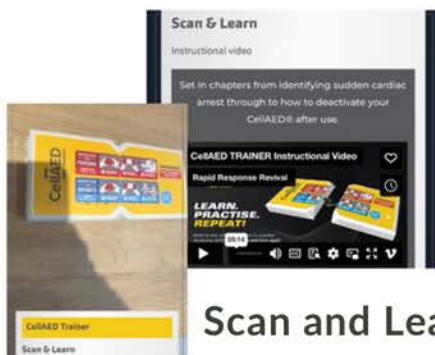 Scan & Learn
Instructional video
Set in chapters from identifying sudden cardiac
arrest through to how to deactivate your
CellAED® after use.
CellAED TRAINER Instructional Video
Rapid Response Revival
LEARN.
PRACTISE.
REPEAT!
09:14
CellAED
CellAED Trainer
Scan & Learn
Scan and Lea